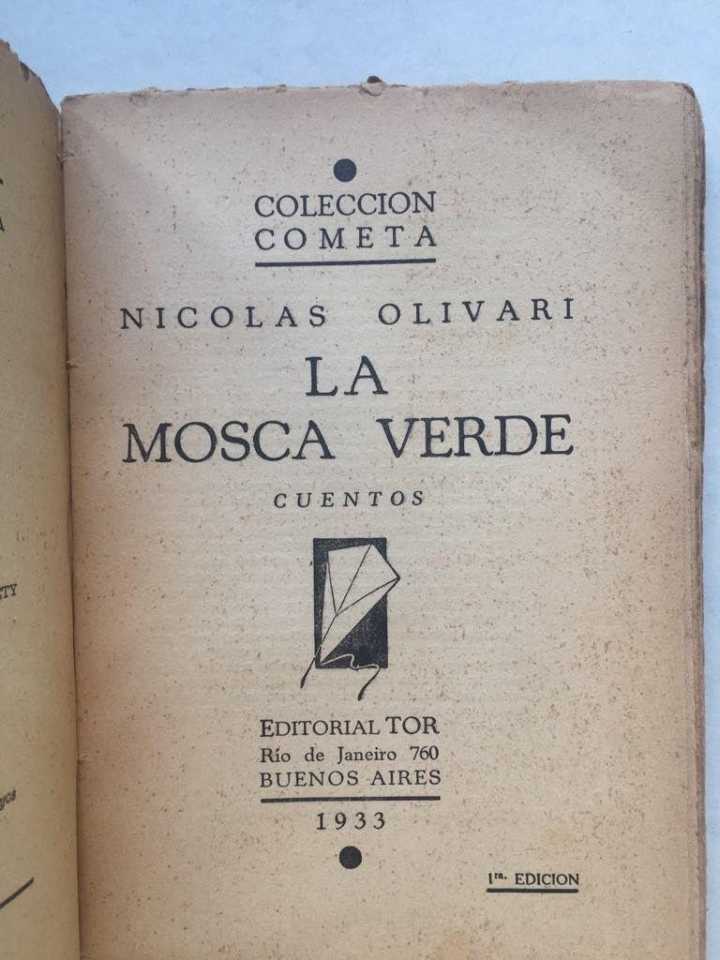 COLECCION
COMETA
NICOLAS OLIVARI
LA
MOSCA VERDE
CUENTOS
EDITORIAL TOR
Río de Janeiro 760
BUENOS AIRES
1933
1ra. EDICION